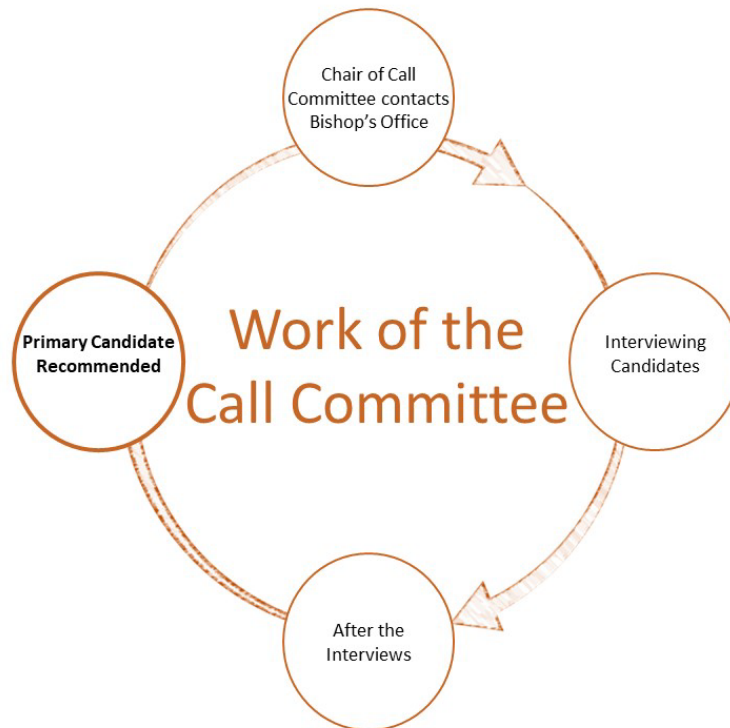 Chair of Call
Committee contacts
Bishop’s Office
Work of the
Call Committee
Primary Candidate
Recommended
Interviewing
Candidates
After the
Interviews